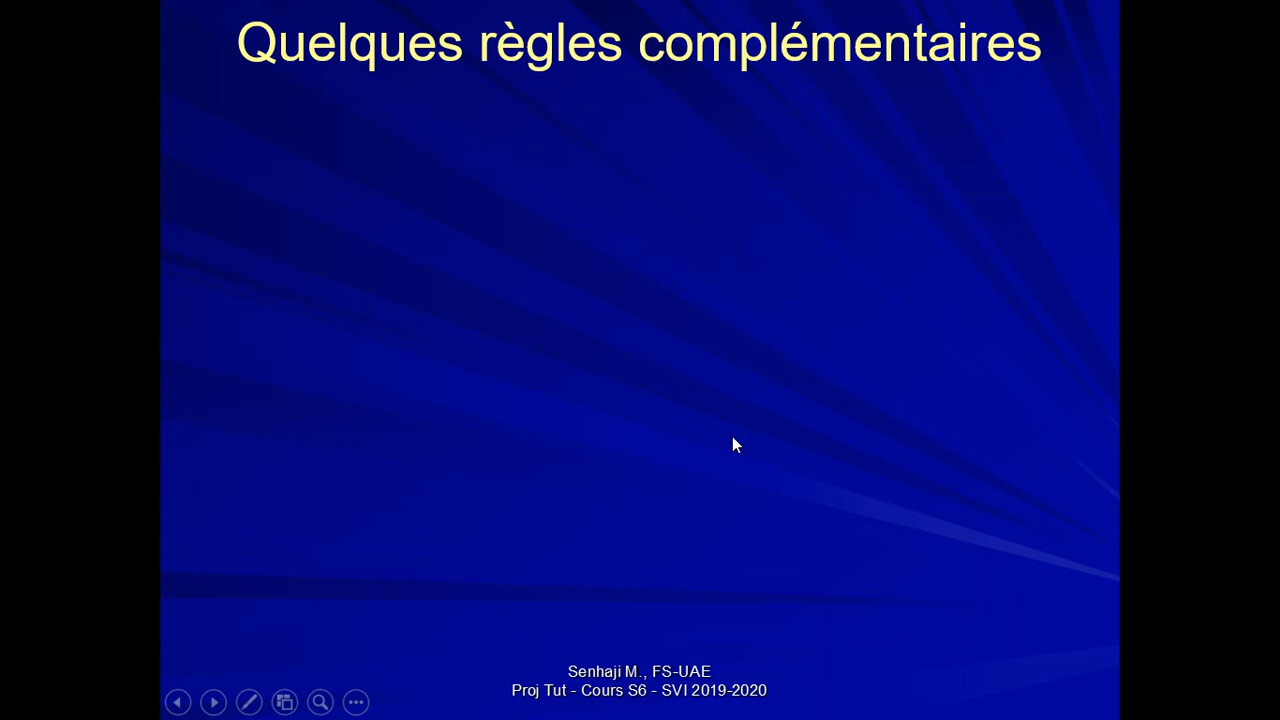 Quelques règles complémentaires
Senhaji M., FS-UAE
Proj Tut - Cours S6 - SVI 2019-2020